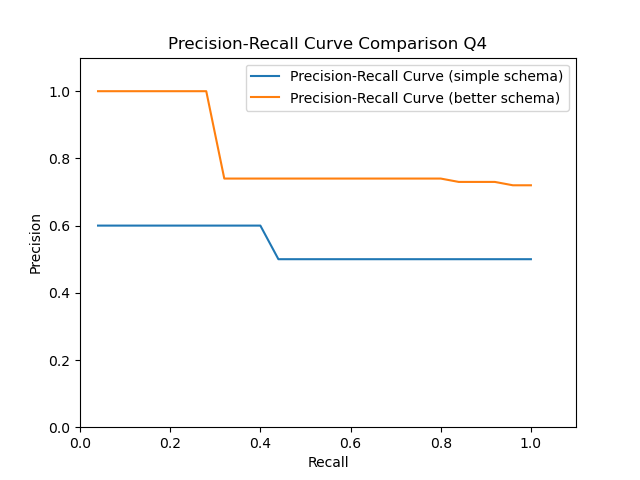 Precision-Recall Curve Comparison Q4
Precision-Recall Curve (simple schema)
Precision-Recall Curve (better schema)
1.0
0.8
0.6
0.4
0.2
0.0
Precision
0.0 0.2 0.4 0.6 0.8 1.0
Recall